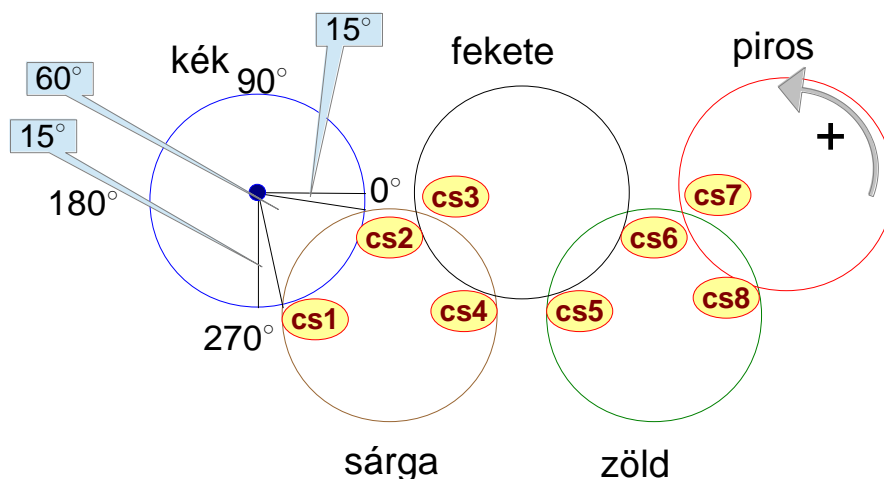 15°
fekete
piros
kék
60°
90°
15°
+
0°
180°
cs3
cs7
cs2
cs6
cs1
cs4
cs5
cs8
270°
sárga
zöld